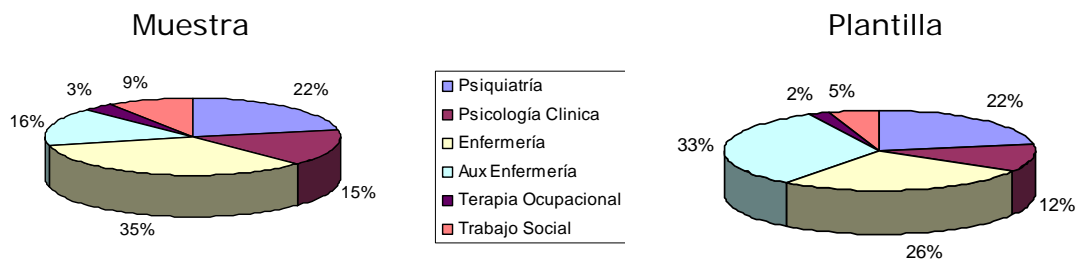 Muestra
3%
9%
22%
16%
15%
35%
Psiquiatría
Psicología Clinica
Enfermería
Aux Enfermería
Terapia Ocupacional
Trabajo Social
Plantilla
2%
5%
22%
33%
12%
26%